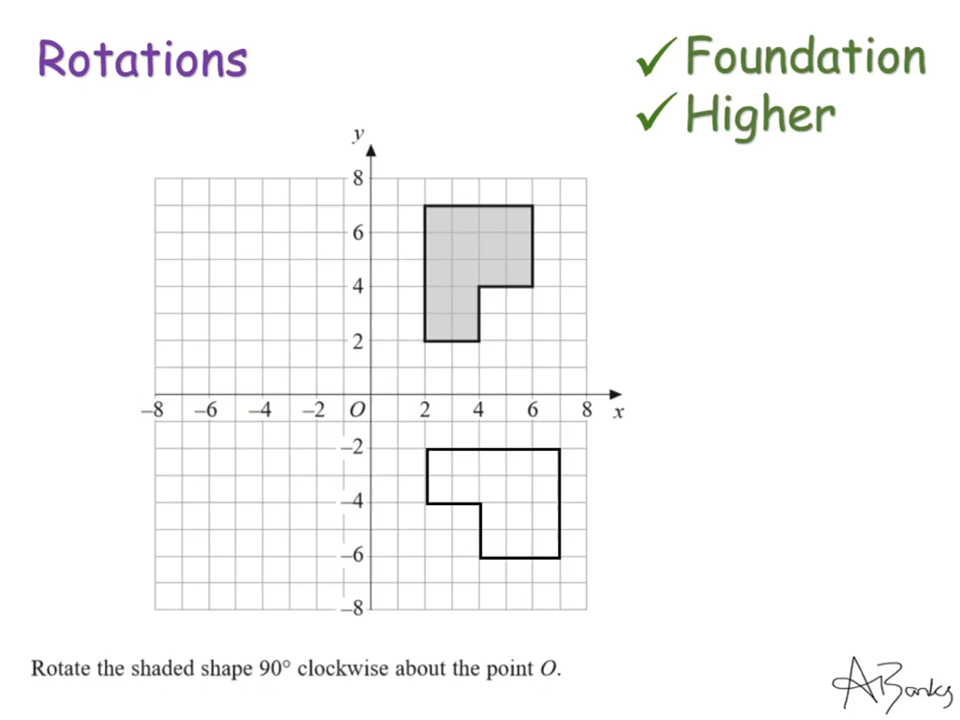 Rotations
✓ Foundation
✓ Higher
y
8
6
4
2
–8 –6 –4 –2 O 2 4 6 8 x
–2
–4
–6
–8
Rotate the shaded shape 90° clockwise about the point O.
A Banks